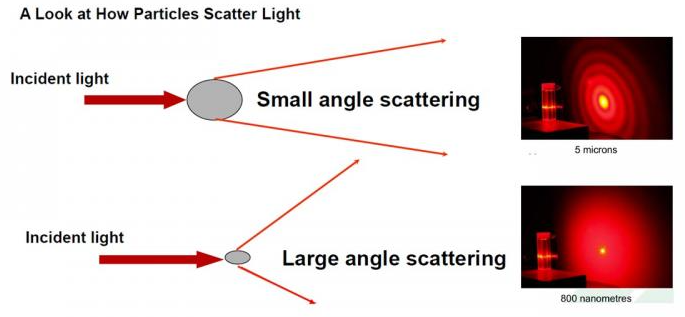 A Look at How Particles Scatter Light
Incident light
Small angle scattering
5 microns
Incident light
Large angle scattering
800 nanometres